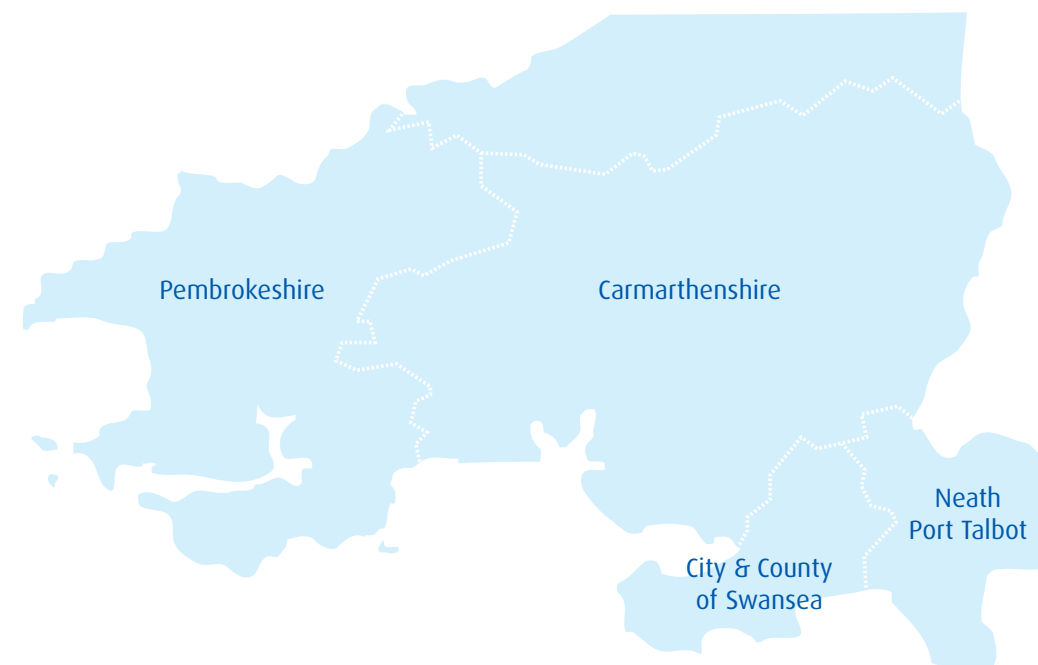 Pembrokeshire
Carmarthenshire
Neath
Port Talbot
City & County
of Swansea